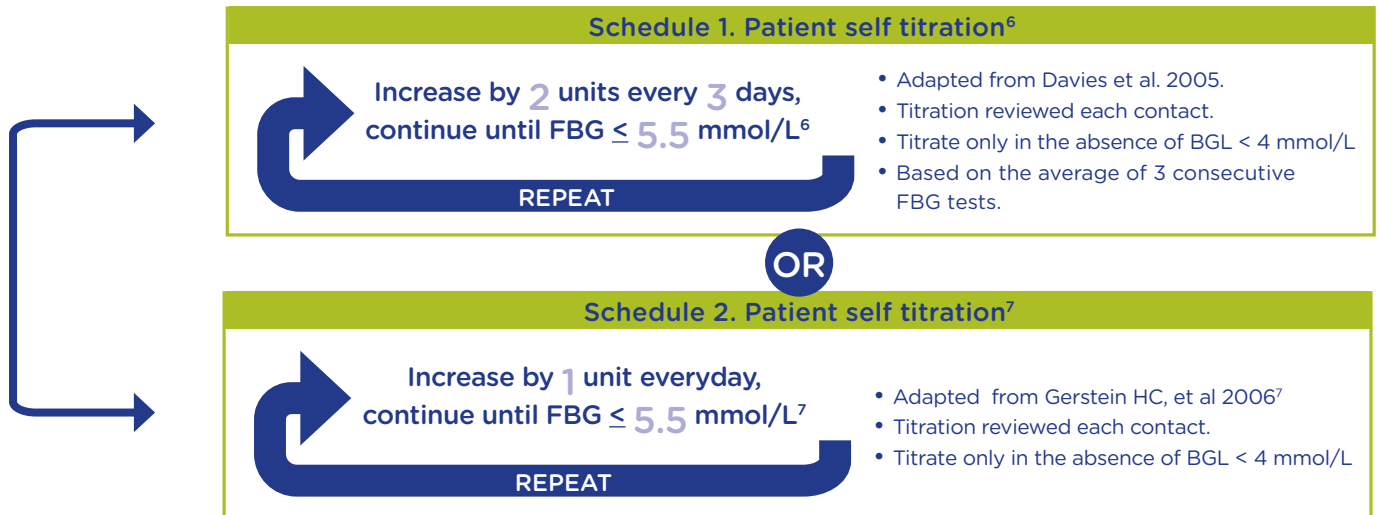 Schedule 1. Patient self titration⁶
Increase by 2 units every 3 days,
continue until FBG ≤ 5.5 mmol/L⁶
REPEAT
• Adapted from Davies et al. 2005.
• Titration reviewed each contact.
• Titrate only in the absence of BGL < 4 mmol/L
• Based on the average of 3 consecutive
FBG tests.
OR
Schedule 2. Patient self titration⁷
Increase by 1 unit everyday,
continue until FBG ≤ 5.5 mmol/L⁷
REPEAT
• Adapted from Gerstein HC, et al 2006⁷
• Titration reviewed each contact.
• Titrate only in the absence of BGL < 4 mmol/L